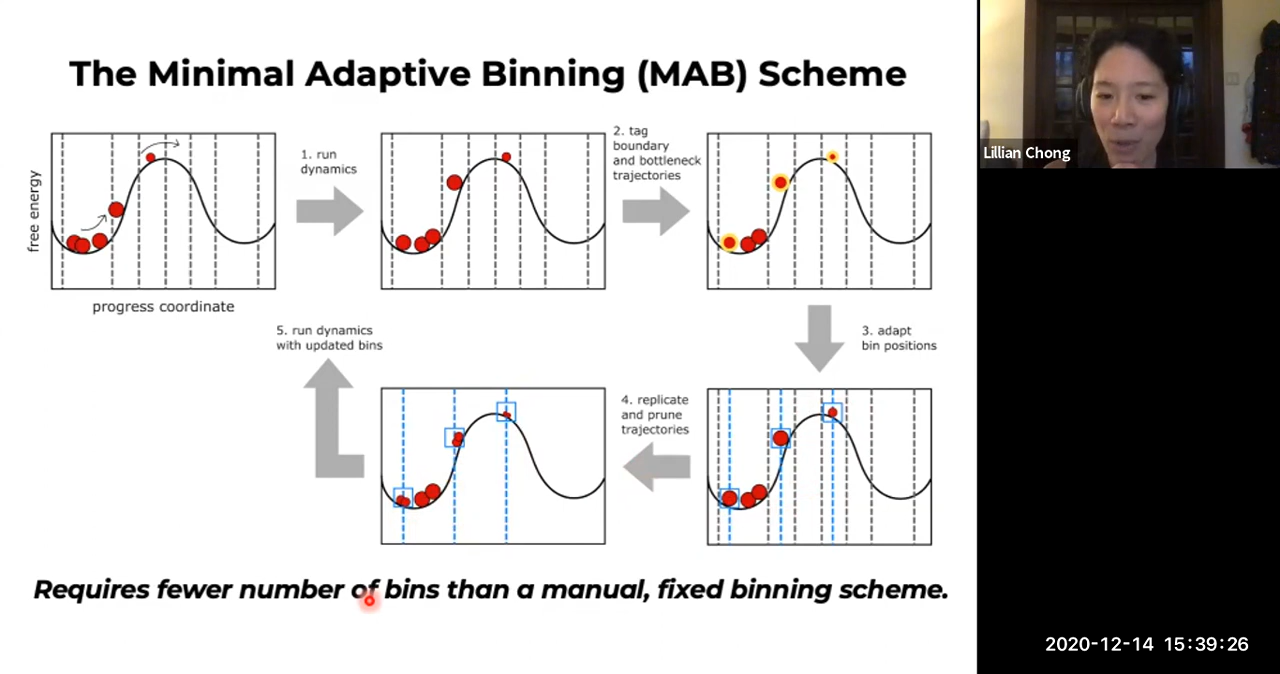 The Minimal Adaptive Binning (MAB) Scheme
free energy
progress coordinate
1. run
dynamics
2. tag
boundary
and bottleneck
trajectories
3. adapt
bin positions
4. replicate
and prune
trajectories
5. run dynamics
with updated bins
Requires fewer number of bins than a manual, fixed binning scheme.
Lillian Chong
2020-12-14 15:39:26